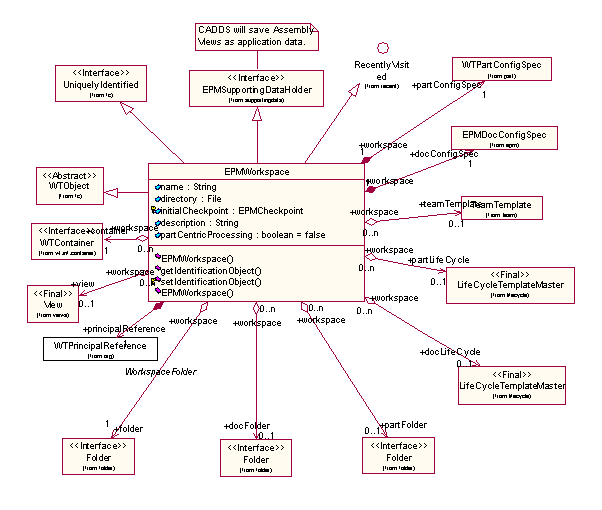 CADDS will save Assembly
Views as application data.
RecentlyVisit
ed
(from recent)
<<Interface>>
UniquelyIdentified
(from fc)
<<Interface>>
EPMSupportingDataHolder
(from supportingdata)
WTPartConfigSpec
(from part)
+partConfigSpec
1
+workspace
1
EPMDocConfigSpec
(from epm)
+docConfigSpec
1
+workspace
<<Abstract>>
WTObject
(from fc)
EPMWorkspace
name : String
directory : File
initialCheckpoint : EPMCheckpoint
description : String
partCentricProcessing : boolean = false
EPMWorkspace()
getIdentificationObject()
setIdentificationObject()
EPMWorkspace()
+teamTemplate
TeamTemplate
(from team)
0..1
+workspace
0..n
<<Interface>>
WTContainer
+container
1
+workspace
0..n
+partLifeCycle
<<Final>>
LifeCycleTemplateMaster
(from lifecycle)
0..1
+workspace
0..n
<<Final>>
View
(from views)
+view
0..1
+workspace
0..n
+principalReference
1
WTPrincipalReference
(from org)
+workspace
0..n
+workspace
0..n
+workspace
0..n
+workspace
0..n
+docLifeCycle
0..1
<<Final>>
LifeCycleTemplateMaster
(from lifecycle)
WorkspaceFolder
1
+folder
<<Interface>>
Folder
(from folder)
+docFolder
0..1
<<Interface>>
Folder
(from folder)
+partFolder
0..1
<<Interface>>
Folder
(from folder)